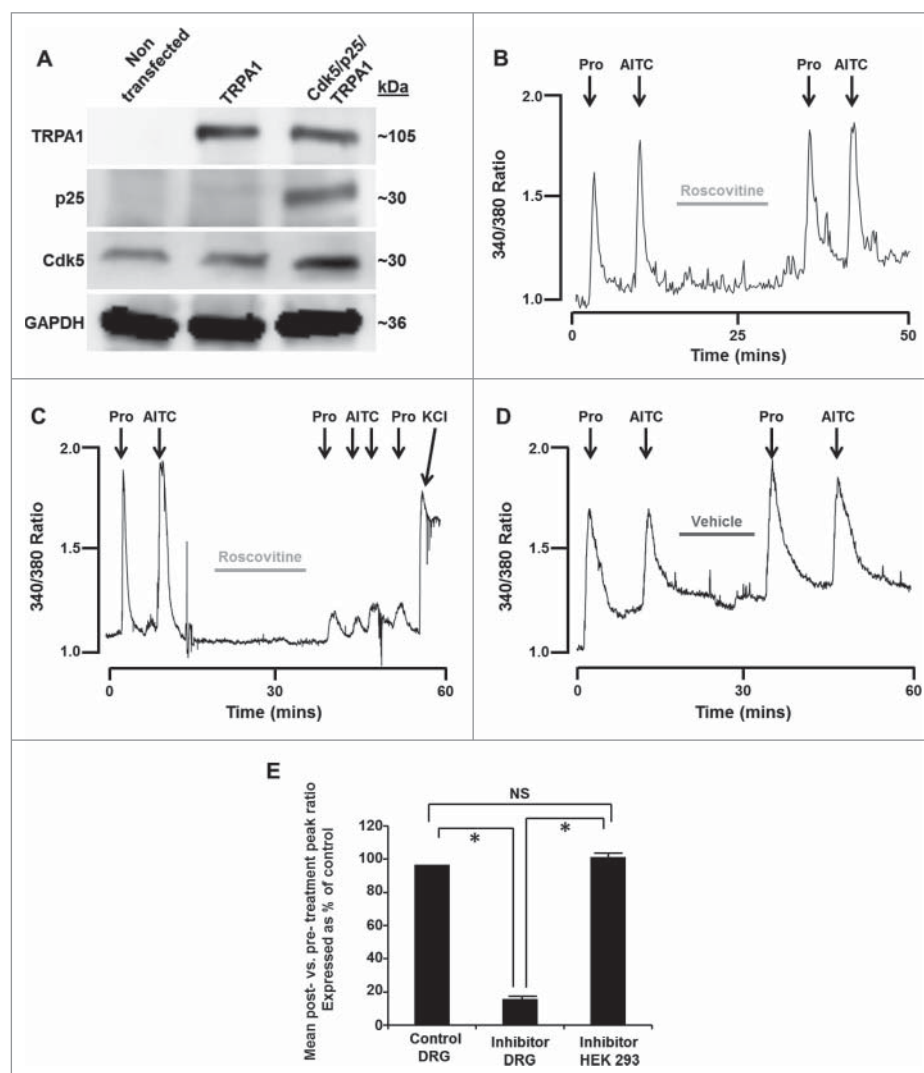 A
Non
transfected
TRPA1
Cdk5/p25/
TRPA1
kDa
TRPA1
~105
p25
~30
Cdk5
~30
GAPDH
~36
B
Pro AITC Pro AITC
2.0
1.5
1.0
340/380 Ratio
Roscovitine
0 25 50
Time (mins)
C
Pro AITC Pro AITC Pro KCl
2.0
1.5
1.0
340/380 Ratio
Roscovitine
0 30 60
Time (mins)
D
Pro AITC Pro AITC
2.0
1.5
1.0
340/380 Ratio
Vehicle
0 30 60
Time (mins)
E
NS
* *
Mean post- vs. pre- treatment peak ratio
Expressed as % of control
120
100
80
60
40
20
0
Control
DRG
Inhibitor
DRG
Inhibitor
HEK 293